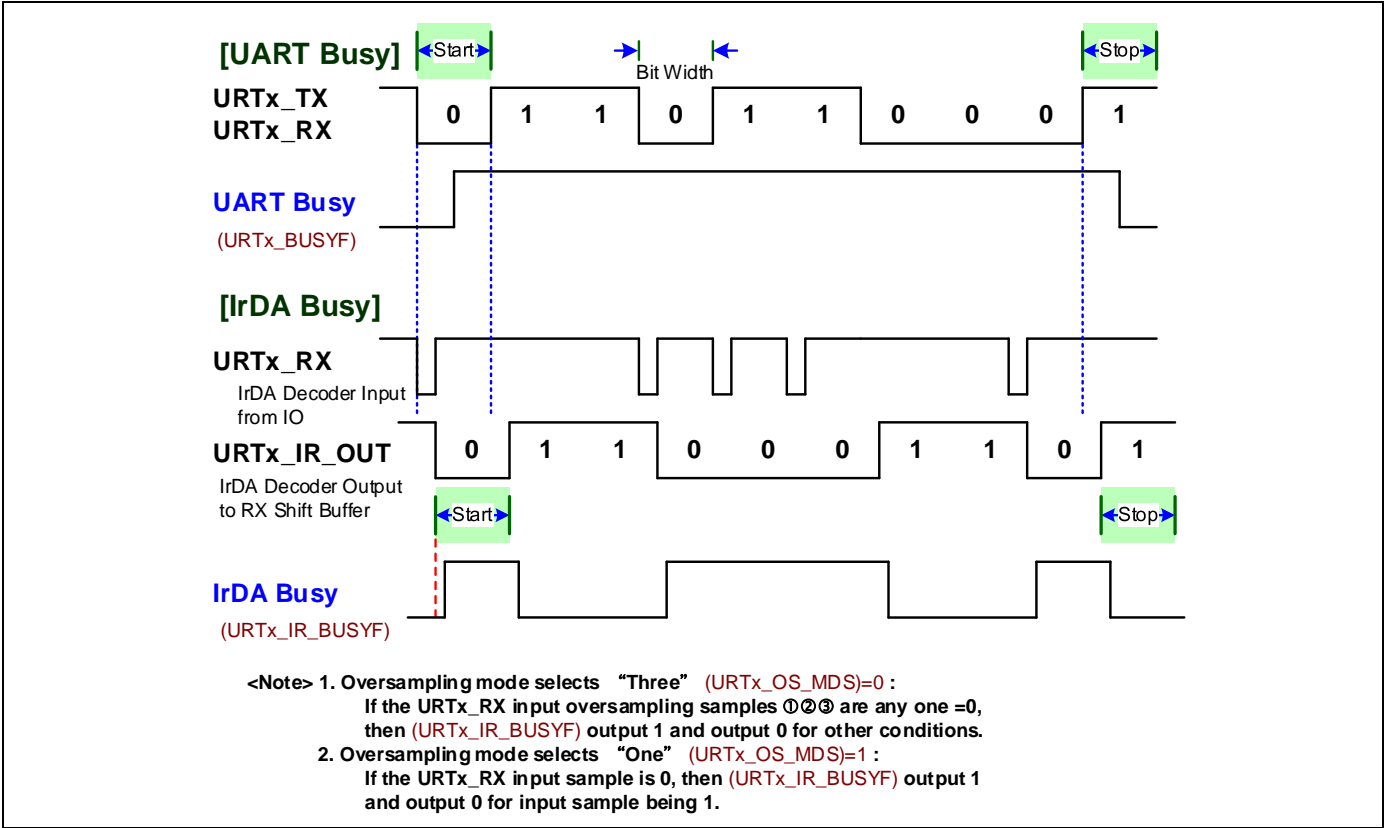 [UART Busy]
Start
Bit Width
Stop
URTx_TX
URTx_RX
0 1 1 0 1 1 0 0 0 1
UART Busy
(URTx_BUSYF)
[IrDA Busy]
URTx_RX
IrDA Decoder Input
from IO
URTx_IR_OUT
0 1 1 0 0 0 1 1 0 1
IrDA Decoder Output
to RX Shift Buffer
Start
Stop
IrDA Busy
(URTx_IR_BUSYF)
<Note> 1. Oversampling mode selects “Three” (URTx_OS_MDS)=0 :
If the URTx_RX input oversampling samples ①②③ are any one =0,
then (URTx_IR_BUSYF) output 1 and output 0 for other conditions.
2. Oversampling mode selects “One” (URTx_OS_MDS)=1 :
If the URTx_RX input sample is 0, then (URTx_IR_BUSYF) output 1
and output 0 for input sample being 1.